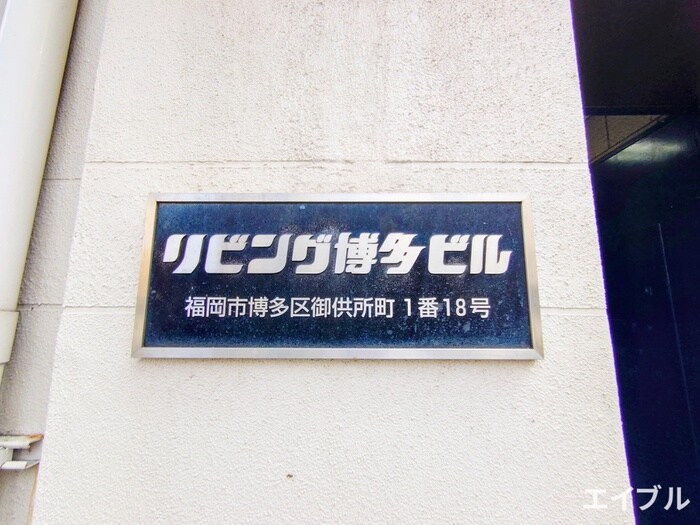 リビング博多ビル
福岡市博多区御供所町 1番18号
エイブル